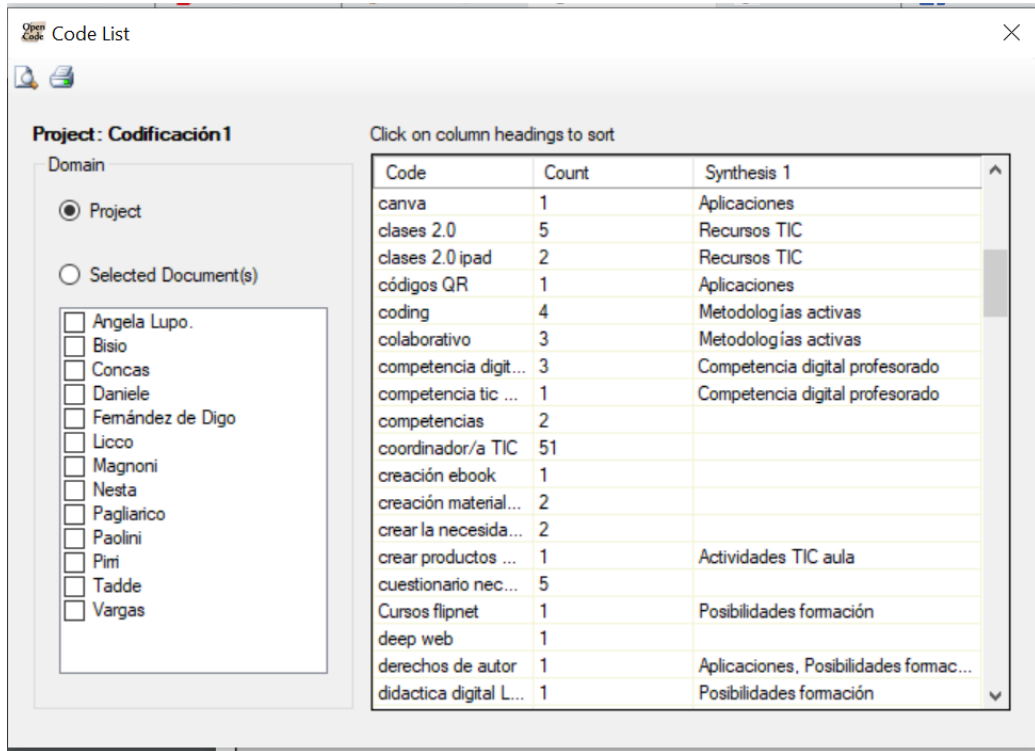 Open Code Code List
Project: Codificación1
Click on column headings to sort
Domain
Project
Selected Document(s)
Angela Lupo.
Bisio
Concas
Daniele
Fernández de Digo
Licco
Magnoni
Nesta
Pagliarico
Paolini
Pirri
Tadde
Vargas
Code Count Synthesis 1
canva 1 Aplicaciones
clases 2.0 5 Recursos TIC
clases 2.0 ipad 2 Recursos TIC
códigos QR 1 Aplicaciones
coding 4 Metodologías activas
colaborativo 3 Metodologías activas
competencia digit... 3 Competencia digital profesorado
competencia tic ... 1 Competencia digital profesorado
competencias 2
coordinador/a TIC 51
creación ebook 1
creación material... 2
crear la necesida... 2
crear productos ... 1 Actividades TIC aula
cuestionario nec... 5
Cursos flipnet 1 Posibilidades formación
deep web 1
derechos de autor 1 Aplicaciones, Posibilidades formac...
didactica digital L... 1 Posibilidades formación